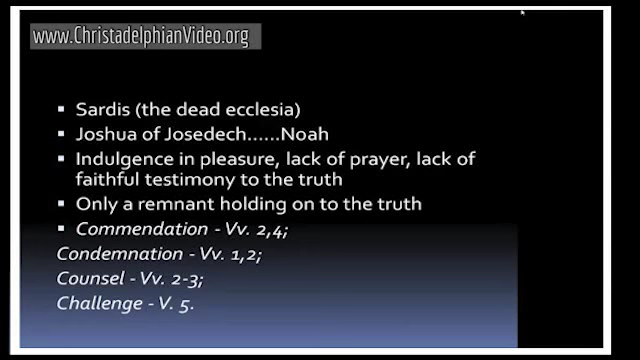 www.ChristadelphianVideo.org
▪ Sardis (the dead ecclesia)
▪ Joshua of Josedech......Noah
▪ Indulgence in pleasure, lack of prayer, lack of
faithful testimony to the truth
▪ Only a remnant holding on to the truth
▪ Commendation - Vv. 2,4;
Condemnation - Vv. 1,2;
Counsel - Vv. 2-3;
Challenge - V. 5.